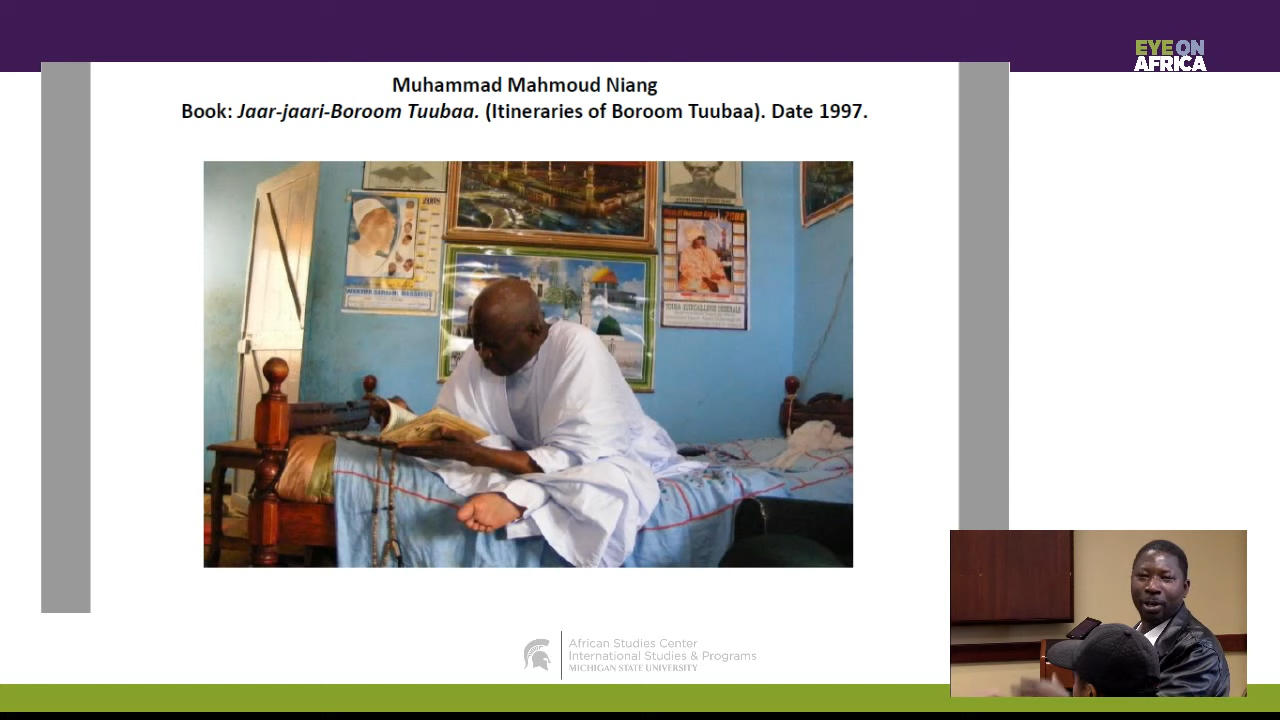 EYE ON
AFRICA
Muhammad Mahmoud Niang
Book: Jaar-jaari-Boroom Tuubaa. (Itineraries of Boroom Tuubaa). Date 1997.
2008
2008
African Studies Center
International Studies & Programs
MICHIGAN STATE UNIVERSITY